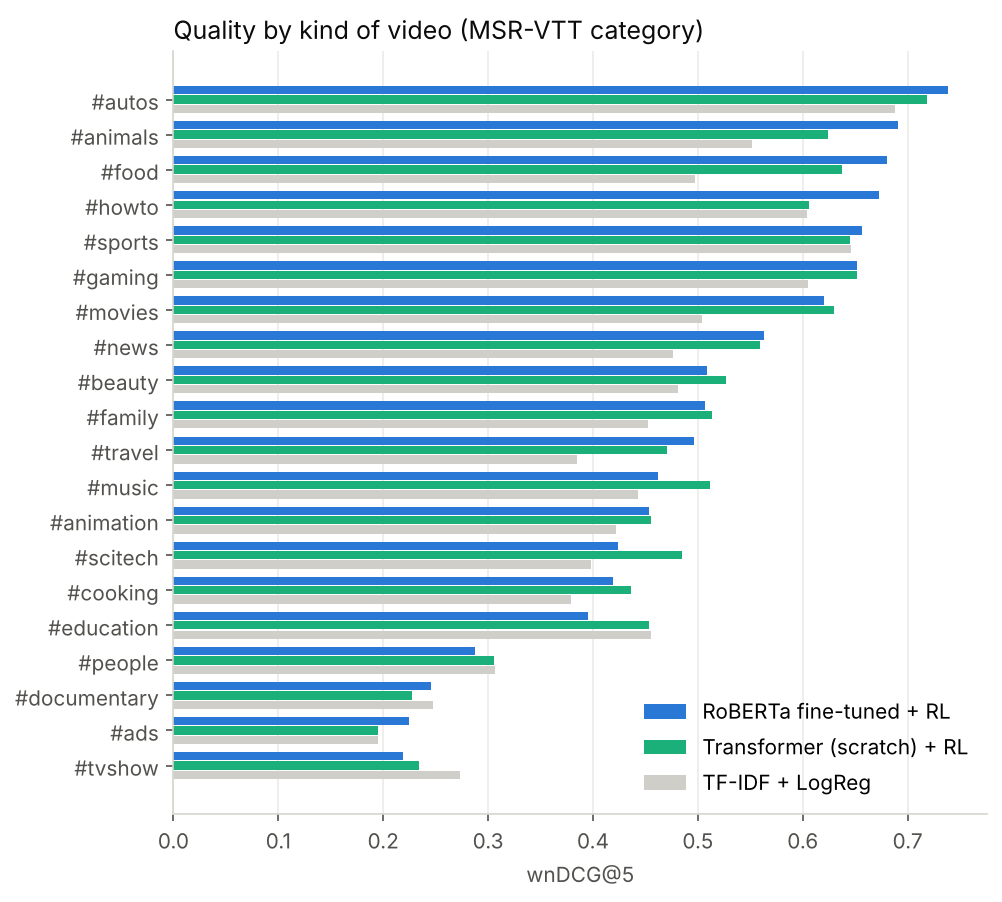 Quality by kind of video (MSR-VTT category)
#autos
#animals
#food
#howto
#sports
#gaming
#movies
#news
#beauty
#family
#travel
#music
#animation
#scitech
#cooking
#education
#people
#documentary
#ads
#tvshow
RoBERTa fine-tuned + RL
Transformer (scratch) + RL
TF-IDF + LogReg
0.0 0.1 0.2 0.3 0.4 0.5 0.6 0.7
wnDCG@5